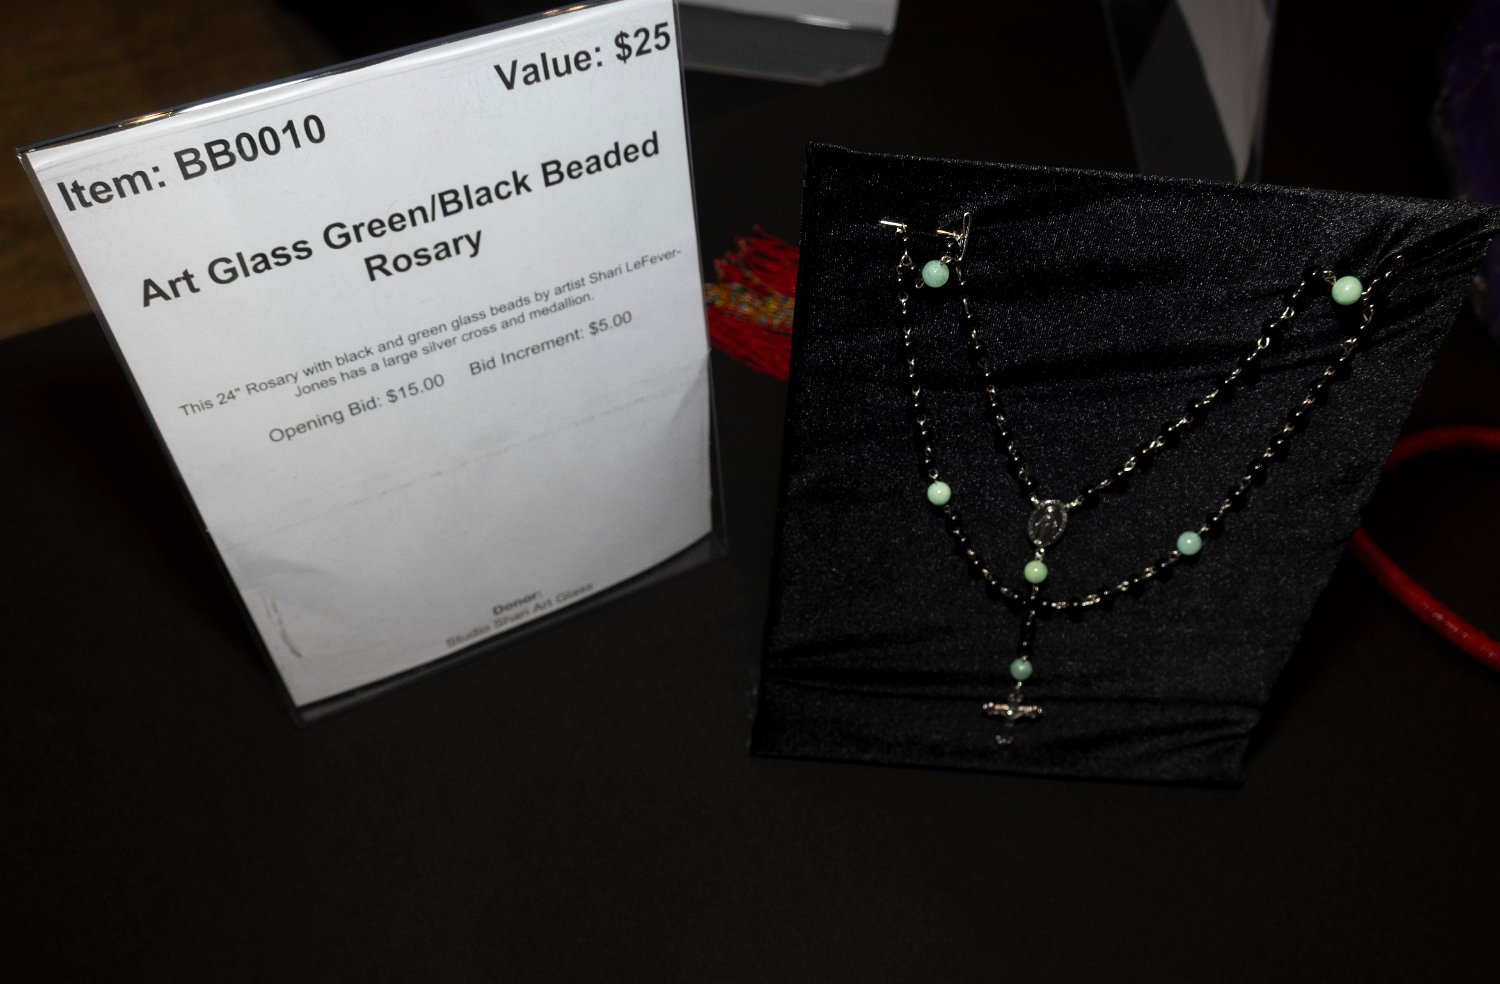 Value: $25
Item: BB0010
Art Glass Green/Black Beaded
Rosary
This 24" Rosary with black and green glass beads by artist Shari LeFever-
Jones has a large silver cross and medallion.
Opening Bid: $15.00 Bid Increment: $5.00
Donor:
Studio Shari Art Glass